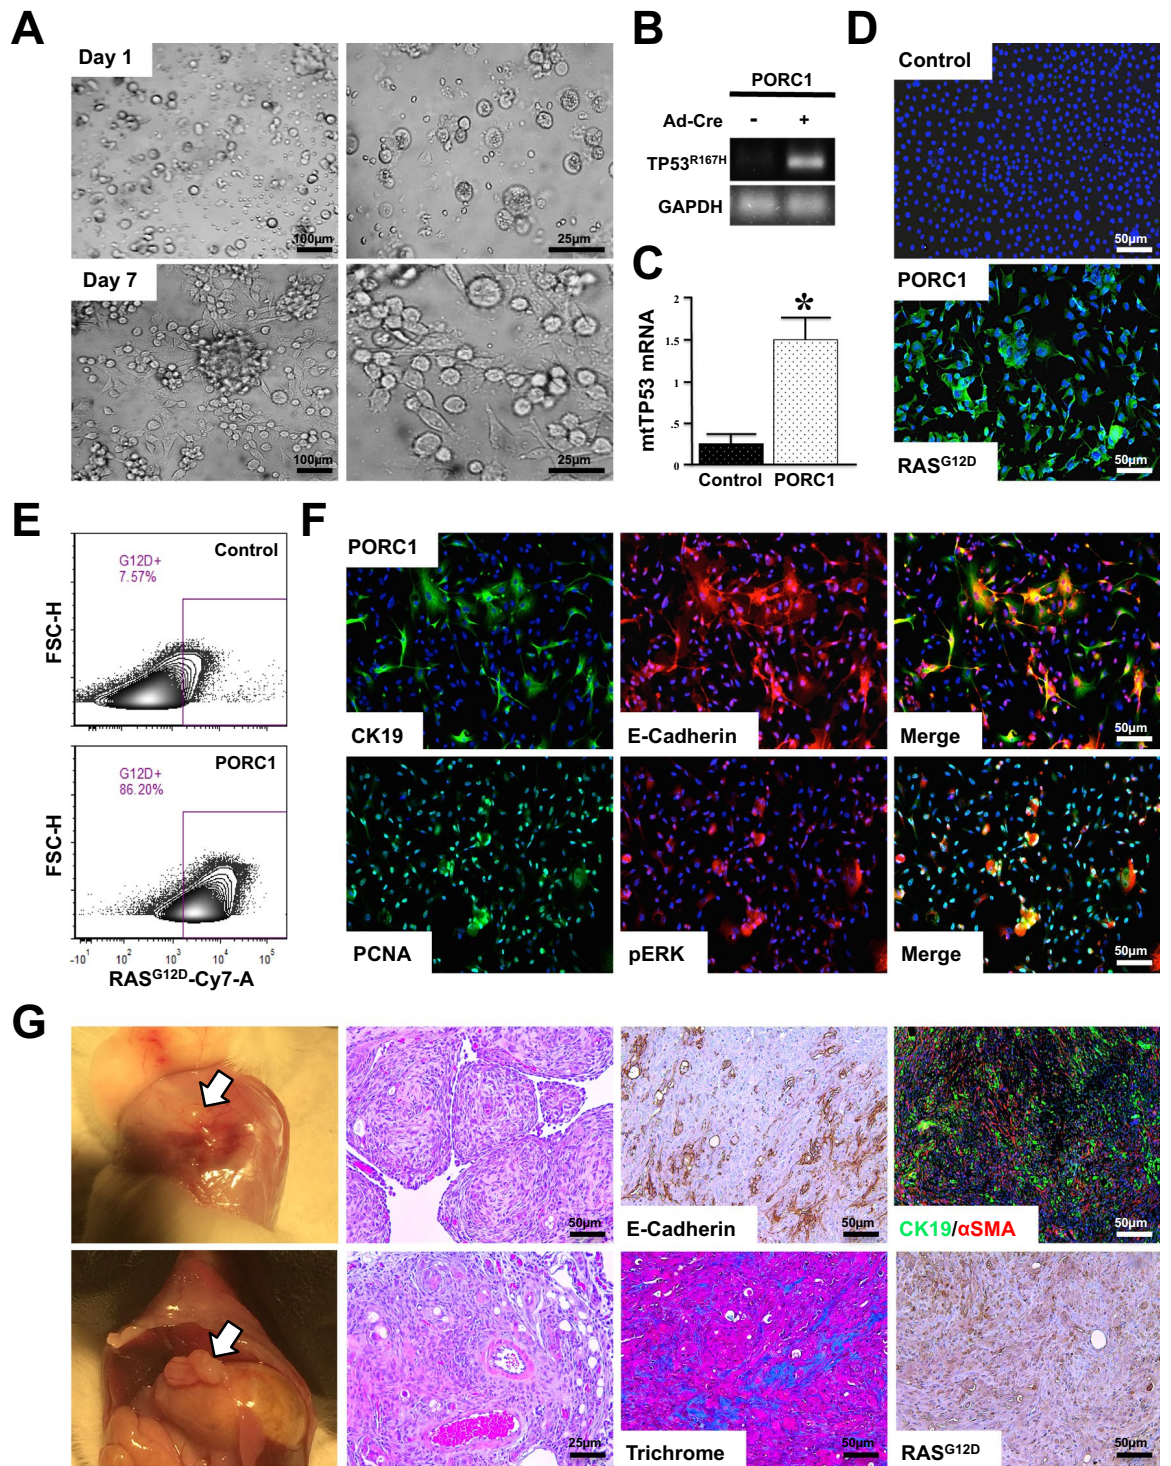 A
Day 1
100µm
25µm
Day 7
100µm
25µm
B
PORC1
Ad-Cre - +
TP53R167H
GAPDH
C
mtTP53 mRNA
2
1.5
1
.5
0
*
Control PORC1
D
Control
50µm
PORC1
RASG12D
50µm
E
Control
G12D+
7.57%
FSC-H
PORC1
G12D+
86.20%
FSC-H
-10¹ 10² 10³ 10⁴ 10⁵
RASG12D-Cy7-A
F
PORC1
CK19
E-Cadherin
Merge
50µm
PCNA
pERK
Merge
50µm
G
50µm
E-Cadherin
50µm
CK19/αSMA
50µm
25µm
Trichrome
50µm
RASG12D
50µm